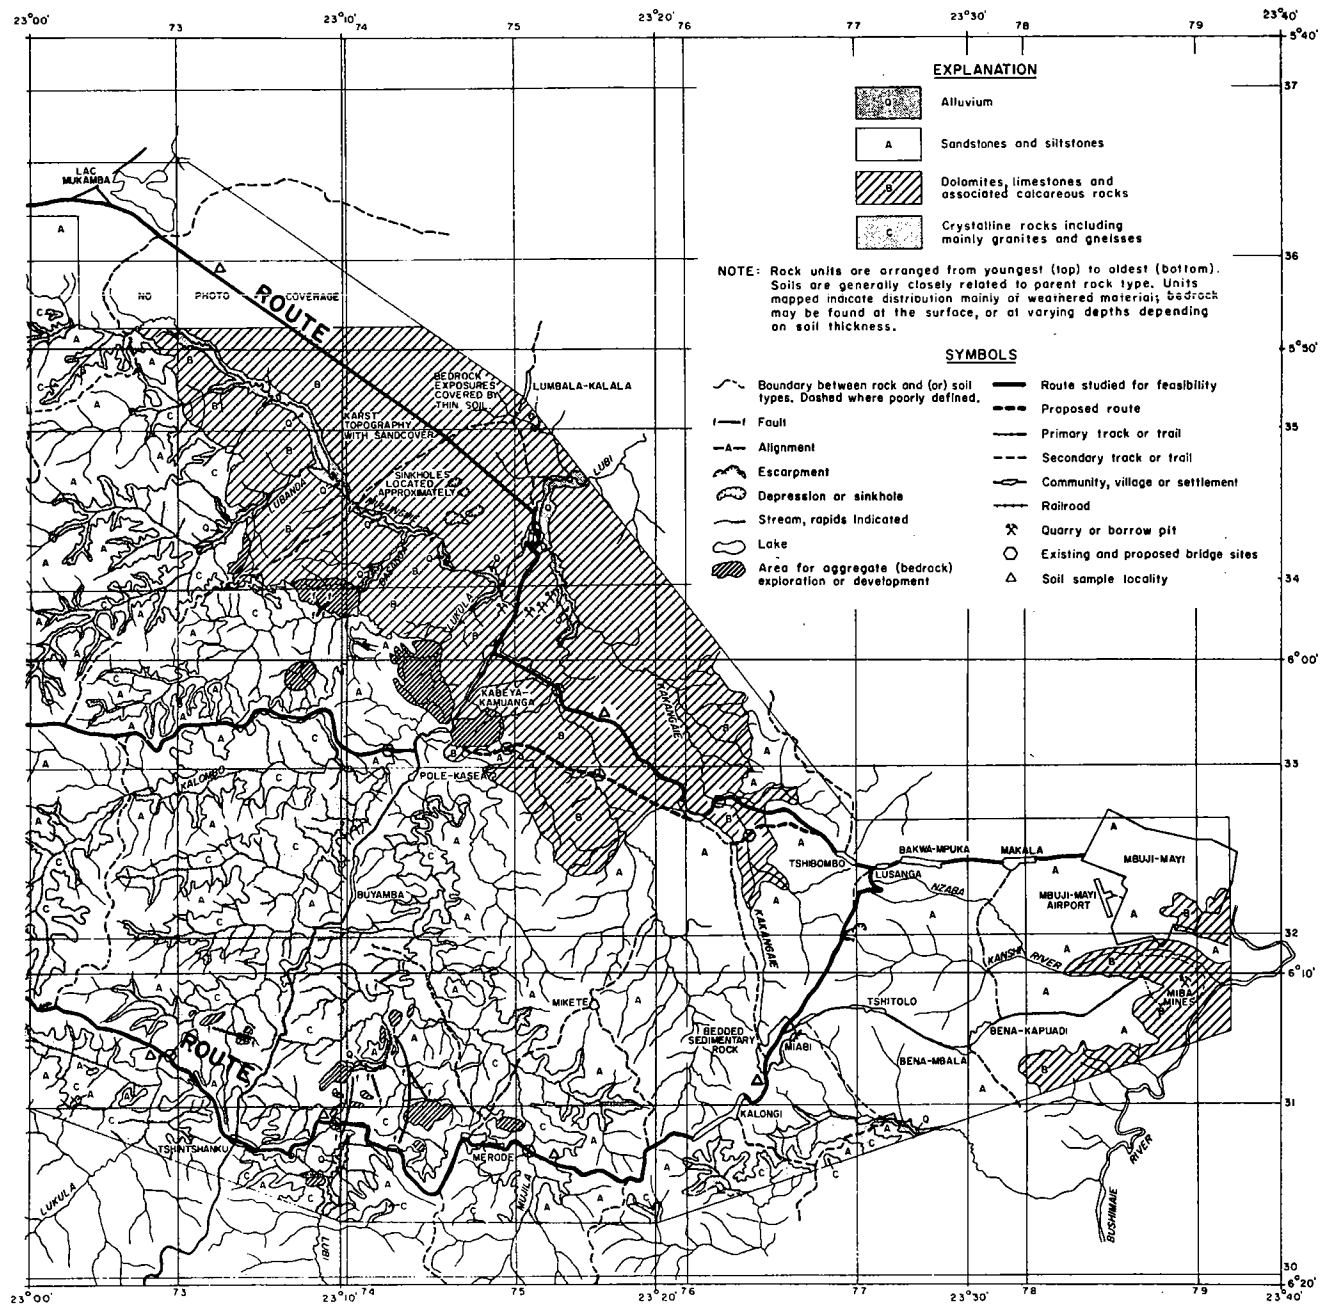 23°00' 73 23°10' 74 75 23°20' 76 77 23°30' 78 79 23°40'
5°40'
EXPLANATION
37
Q Alluvium
A Sandstones and siltstones
LAC
MUKAMBA
B Dolomites, limestones and
associated calcareous rocks
A
C Crystalline rocks including
mainly granites and gneisses
36
NOTE: Rock units are arranged from youngest (top) to oldest (bottom).
Soils are generally closely related to parent rock type. Units
mapped indicate distribution mainly of weathered material; bedrock
may be found at the surface, or at varying depths depending
on soil thickness.
NO PHOTO COVERAGE
ROUTE
5°50'
SYMBOLS
Boundary between rock and (or) soil
types. Dashed where poorly defined.
Fault
Alignment
Escarpment
Depression or sinkhole
Stream, rapids indicated
Lake
Area for aggregate (bedrock)
exploration or development
Route studied for feasibility
Proposed route
Primary track or trail
Secondary track or trail
Community, village or settlement
Railroad
Quarry or borrow pit
Existing and proposed bridge sites
Soil sample locality
BEDROCK
EXPOSURES
COVERED BY
THIN SOIL
LUMBALA-KALALA
KARST
TOPOGRAPHY
WITH SANDCOVER
35
SINKHOLES
LOCATED
APPROXIMATELY
LUBI
LUBANDA
34
LUKULA
6°00'
KABEYA-
KAMUANGA
KAKANGAIE
33
KALOMBO
POLE-KASEA
TSHIBOMBO
BAKWA-MPUKA
MAKALA
MBUJI-MAYI
LUSANGA
NZABA
MBUJI-MAYI
AIRPORT
BUYAMBA
KAKANGAIE
32
KANSHI RIVER
6°10'
MIKETE
TSHITOLO
MIBA
MINES
BEDDED
SEDIMENTARY
ROCK
MIABI
BENA-KAPUADI
BENA-MBALA
ROUTE
31
KALONGI
TSHINTSHANKU
MERODE
LUKULA
MUJILA
LUBI
BUSHIMAIE
RIVER
30
6°20'
23°00' 73 23°10' 74 75 23°20' 76 77 23°30' 78 79 23°40'